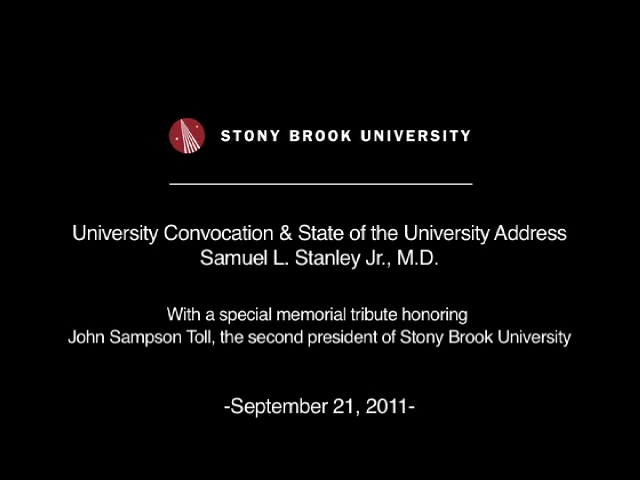 STONY BROOK UNIVERSITY
University Convocation & State of the University Address
Samuel L. Stanley Jr., M.D.
With a special memorial tribute honoring
John Sampson Toll, the second president of Stony Brook University
-September 21, 2011-